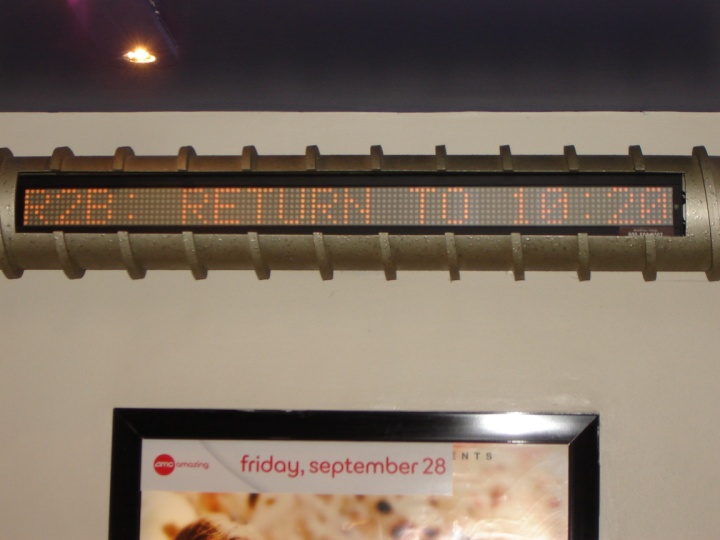 R2B: RETURN TO 10:20
amc amazing
friday, september 28
ENTS